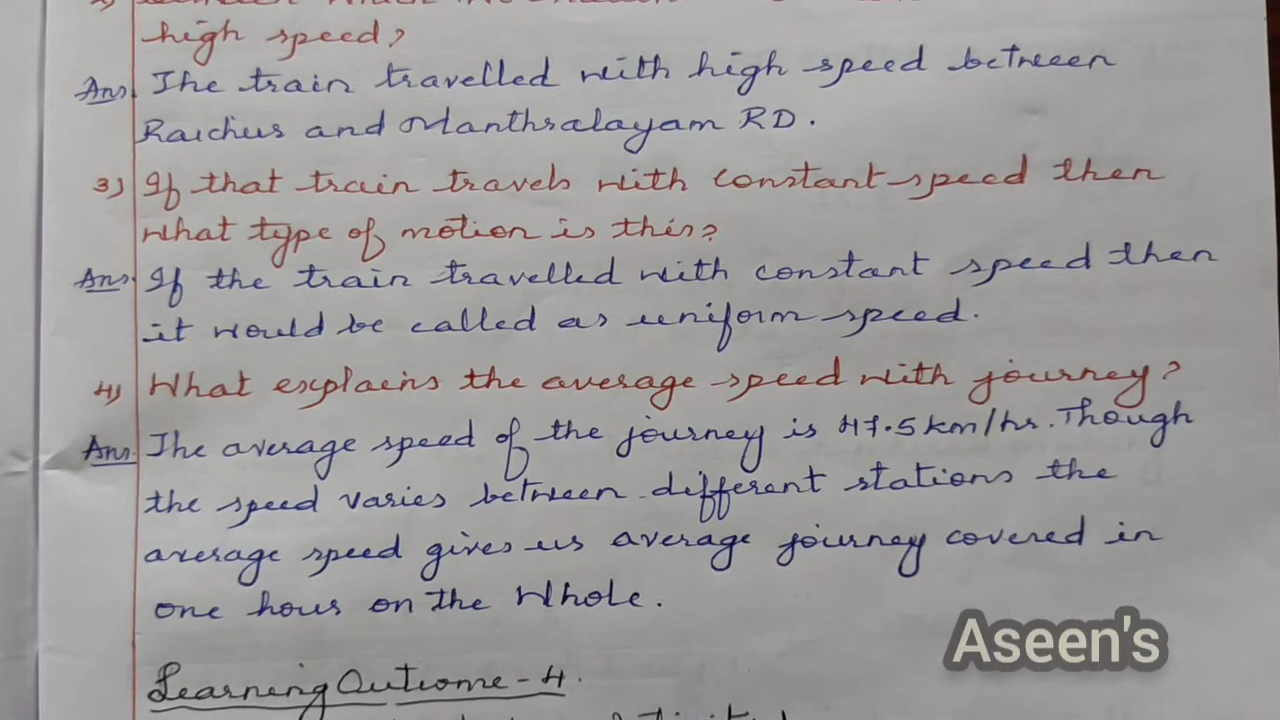 high speed?
Ans. The train travelled with high speed between
Raichur and Manthralayam RD.
3) If that train travels with constant speed then
what type of motion is this?
Ans. If the train travelled with constant speed then
it would be called as uniform speed.
4) What explains the average speed with journey?
Ans. The average speed of the journey is 47.5 km/hr. Though
the speed varies between different stations the
average speed gives us average journey covered in
one hour on the whole.
Aseen's
Learning Outcome - 4.